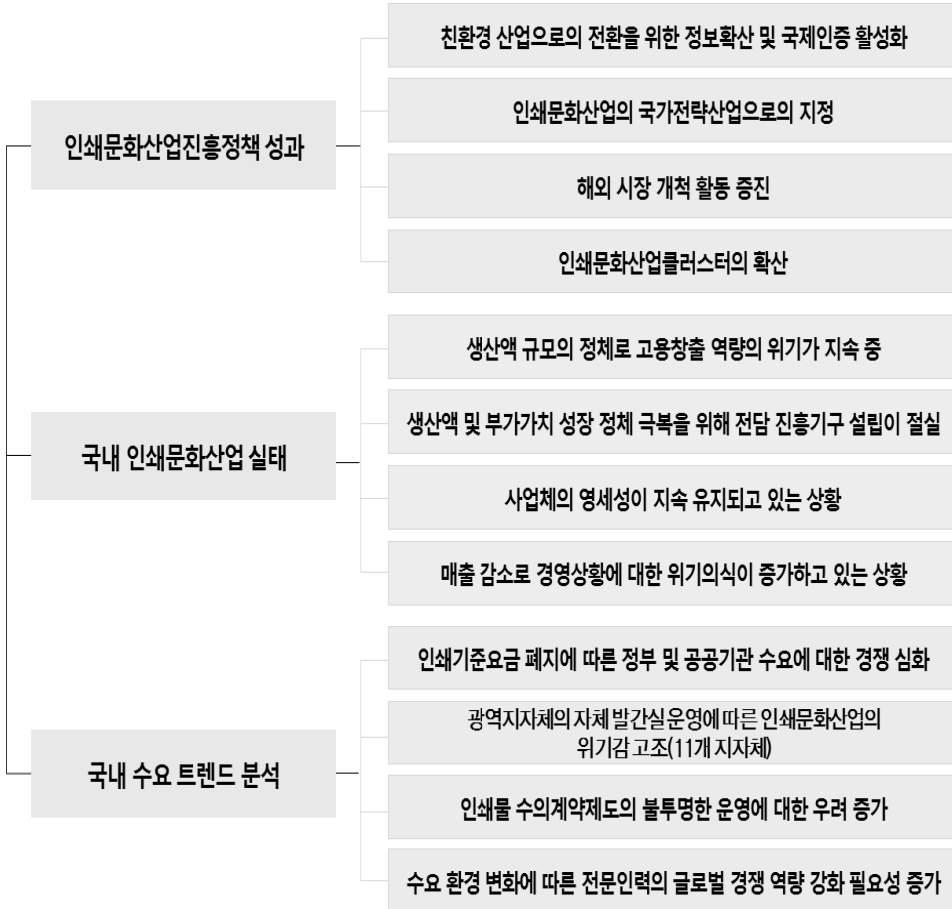 인쇄문화산업진흥정책 성과
친환경 산업으로의 전환을 위한 정보확산 및 국제인증 활성화
인쇄문화산업의 국가전략산업으로의 지정
해외 시장 개척 활동 증진
인쇄문화산업클러스터의 확산
국내 인쇄문화산업 실태
생산액 규모의 정체로 고용창출 역량의 위기가 지속 중
생산액 및 부가가치 성장 정체 극복을 위해 전담 진흥기구 설립이 절실
사업체의 영세성이 지속 유지되고 있는 상황
매출 감소로 경영상황에 대한 위기의식이 증가하고 있는 상황
국내 수요 트렌드 분석
인쇄기준요금 폐지에 따른 정부 및 공공기관 수요에 대한 경쟁 심화
광역지자체의 자체 발간실 운영에 따른 인쇄문화산업의
위기감 고조(11개 지자체)
인쇄물 수의계약제도의 불투명한 운영에 대한 우려 증가
수요 환경 변화에 따른 전문인력의 글로벌 경쟁 역량 강화 필요성 증가